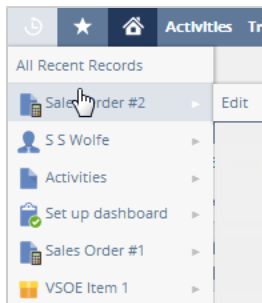 Activities Tr
All Recent Records
Sales Order #2 Edit
S S Wolfe
Activities
Set up dashboard
Sales Order #1
VSOE Item 1